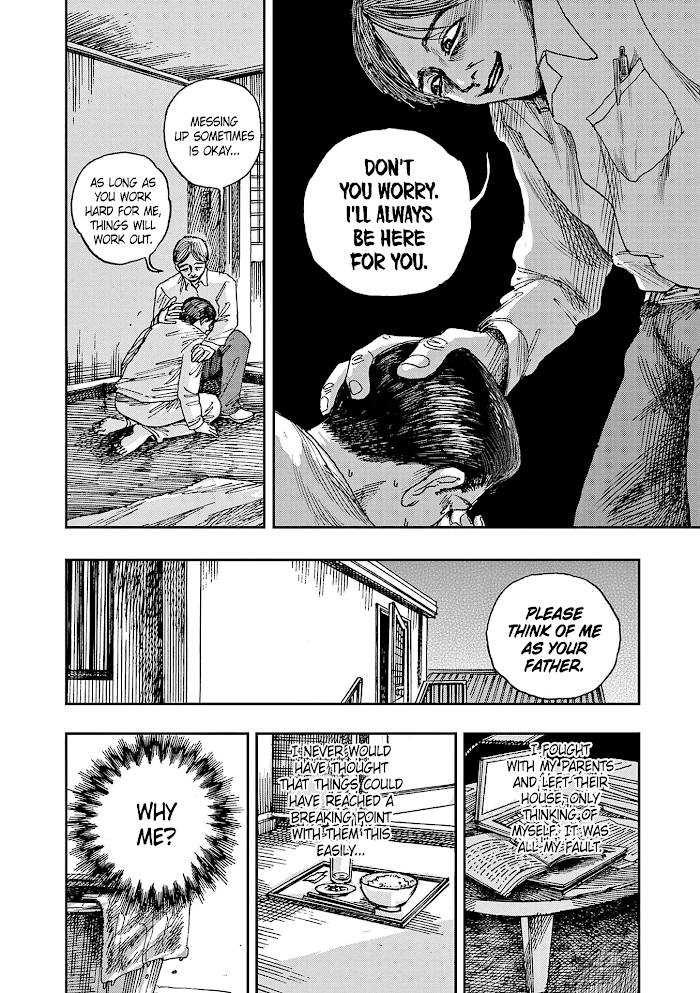 DON'T
YOU WORRY.
I'LL ALWAYS
BE HERE
FOR YOU.
MESSING
UP SOMETIMES
IS OKAY...
AS LONG AS
YOU WORK
HARD FOR ME,
THINGS WILL
WORK OUT.
PLEASE
THINK OF ME
AS YOUR
FATHER.
I FOUGHT
WITH MY PARENTS
AND LEFT THEIR
HOUSE, ONLY
THINKING OF
MYSELF. IT WAS
ALL MY FAULT.
I NEVER WOULD
HAVE THOUGHT
THAT THINGS COULD
HAVE REACHED A
BREAKING POINT
WITH THEM THIS
EASILY...
WHY
ME?